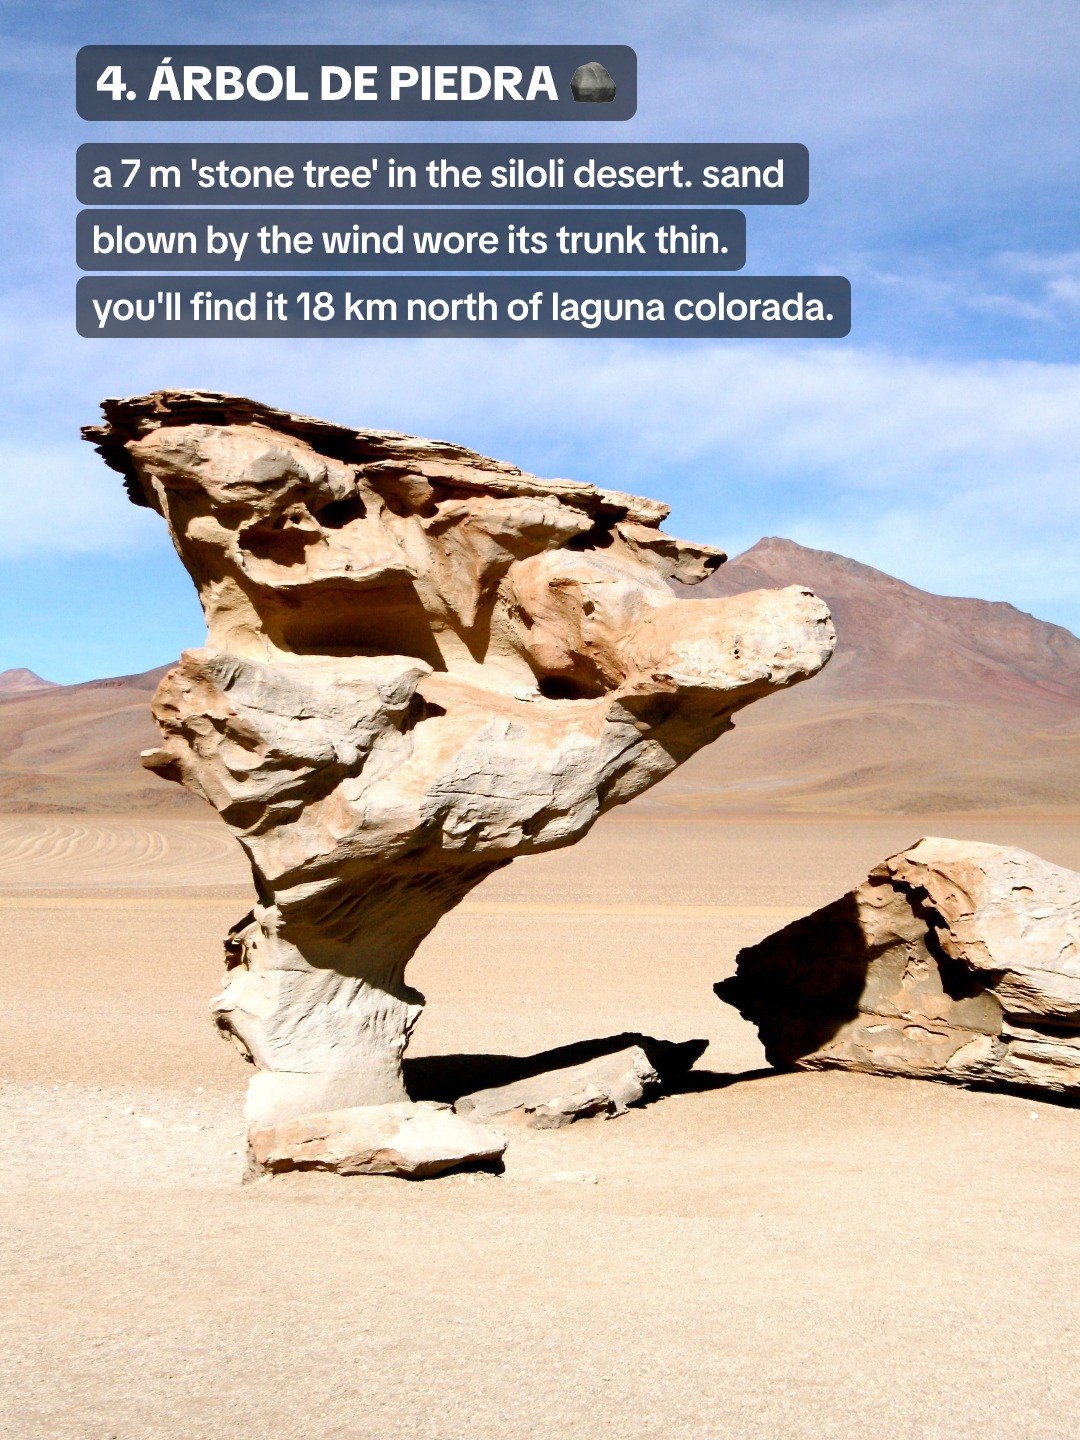 4. ÁRBOL DE PIEDRA 🪨
a 7 m 'stone tree' in the siloli desert. sand
blown by the wind wore its trunk thin.
you'll find it 18 km north of laguna colorada.